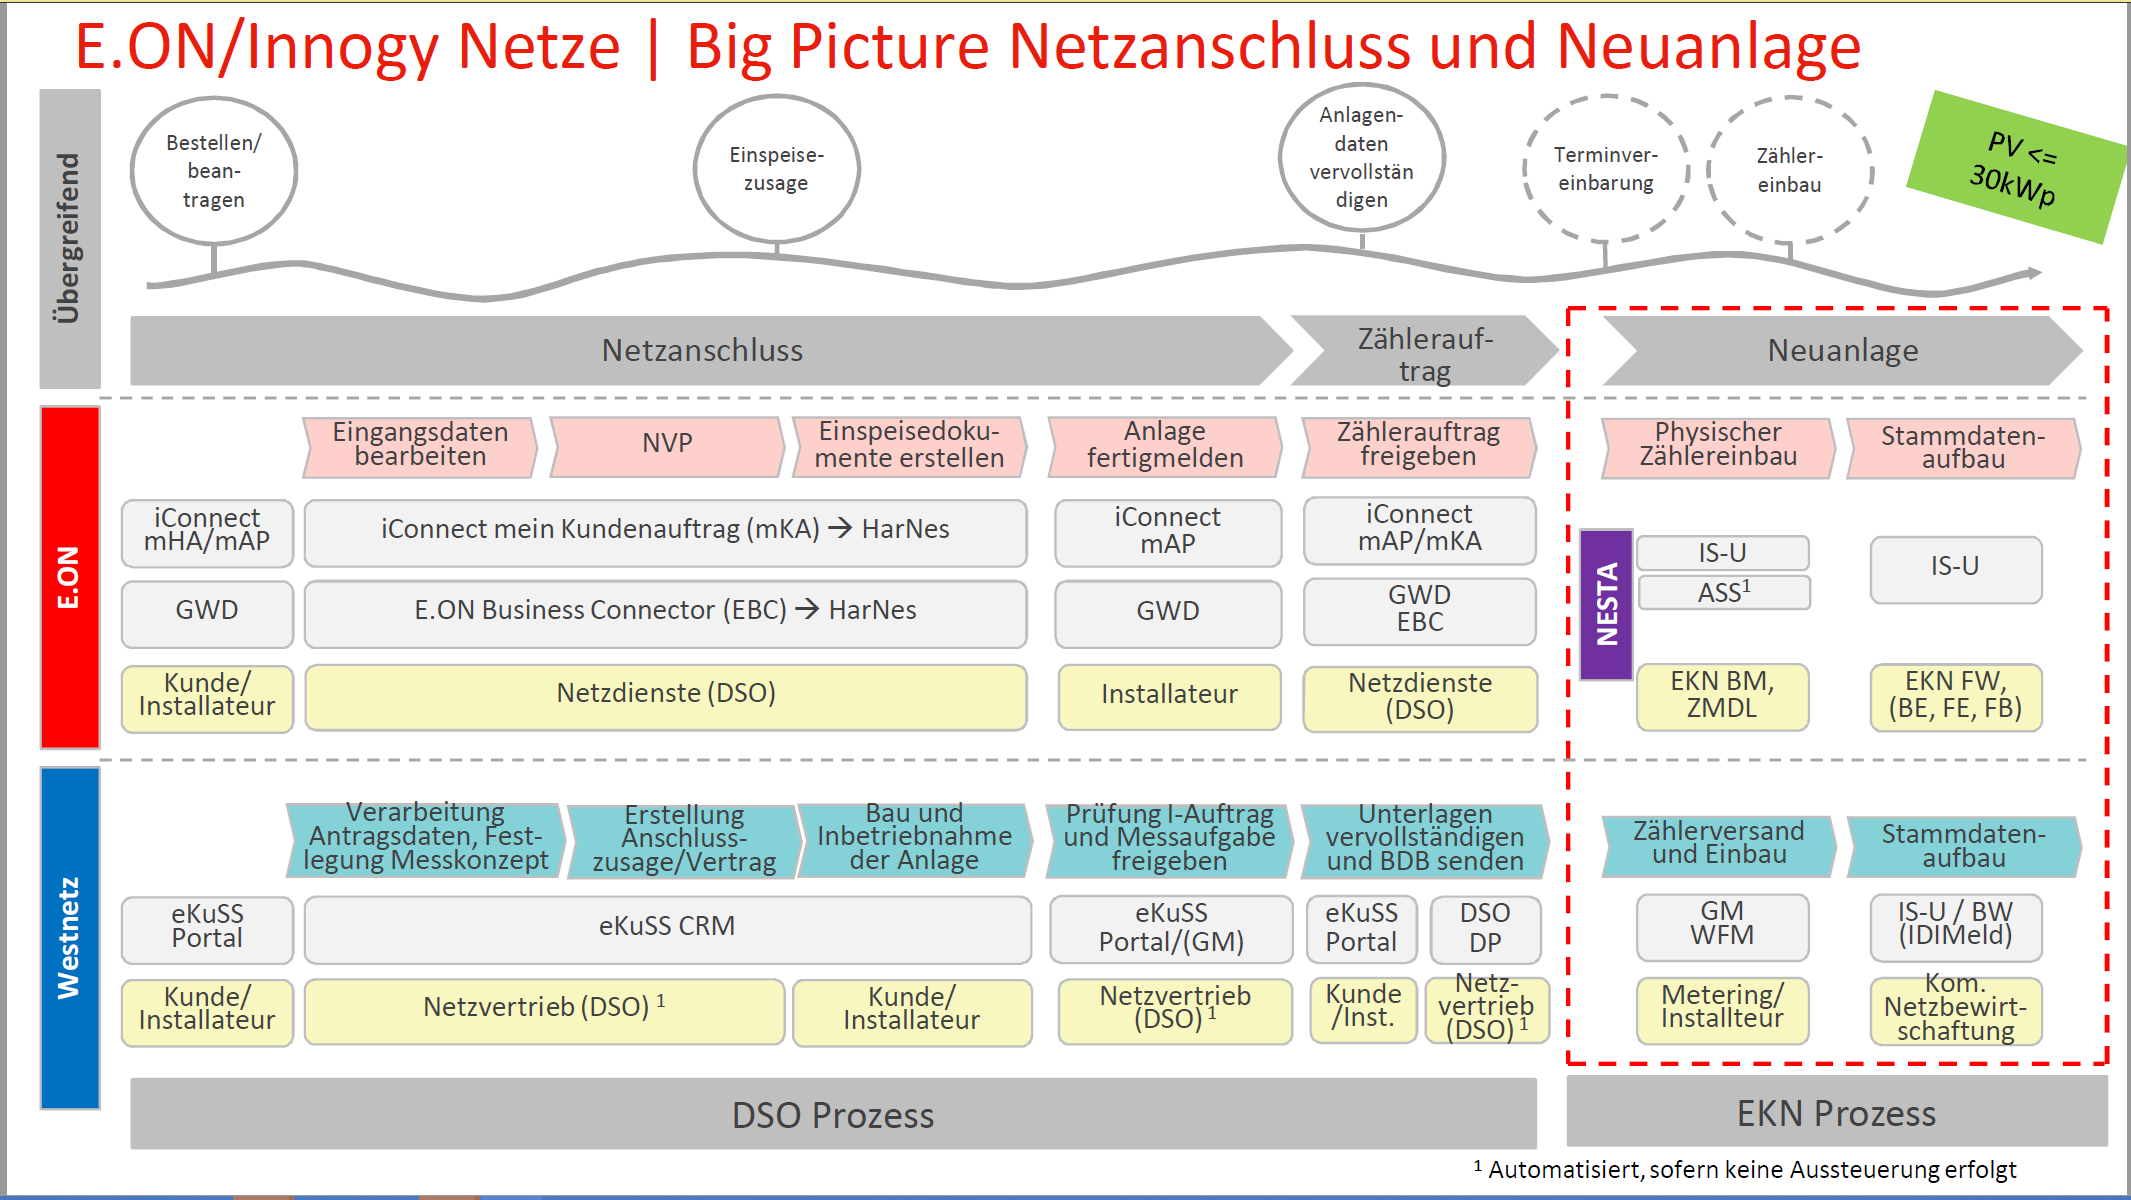 E.ON/Innogy Netze | Big Picture Netzanschluss und Neuanlage
Übergreifend
Bestellen/
bean-
tragen
Einspeise-
zusage
Anlagen-
daten
vervollstän
digen
Terminver-
einbarung
Zähler-
einbau
PV <=
30kWp
Netzanschluss
Zählerauf-
trag
Neuanlage
E.ON
Eingangsdaten
bearbeiten
NVP
Einspeisedoku-
mente erstellen
Anlage
fertigmelden
Zählerauftrag
freigeben
Physischer
Zählereinbau
Stammdaten-
aufbau
iConnect
mHA/mAP
iConnect mein Kundenauftrag (mKA) → HarNes
iConnect
mAP
iConnect
mAP/mKA
NESTA
IS-U
ASS¹
IS-U
GWD
E.ON Business Connector (EBC) → HarNes
GWD
GWD
EBC
Kunde/
Installateur
Netzdienste (DSO)
Installateur
Netzdienste
(DSO)
EKN BM,
ZMDL
EKN FW,
(BE, FE, FB)
Westnetz
Verarbeitung
Antragsdaten, Fest-
legung Messkonzept
Erstellung
Anschluss-
zusage/Vertrag
Bau und
Inbetriebnahme
der Anlage
Prüfung I-Auftrag
und Messaufgabe
freigeben
Unterlagen
vervollständigen
und BDB senden
Zählerversand
und Einbau
Stammdaten-
aufbau
eKuSS
Portal
eKuSS CRM
eKuSS
Portal/(GM)
eKuSS
Portal
DSO
DP
GM
WFM
IS-U / BW
(IDIMeld)
Kunde/
Installateur
Netzvertrieb (DSO) ¹
Kunde/
Installateur
Netzvertrieb
(DSO) ¹
Kunde
/Inst.
Netz-
vertrieb
(DSO) ¹
Metering/
Installteur
Kom.
Netzbewirt-
schaftung
DSO Prozess
EKN Prozess
¹ Automatisiert, sofern keine Aussteuerung erfolgt